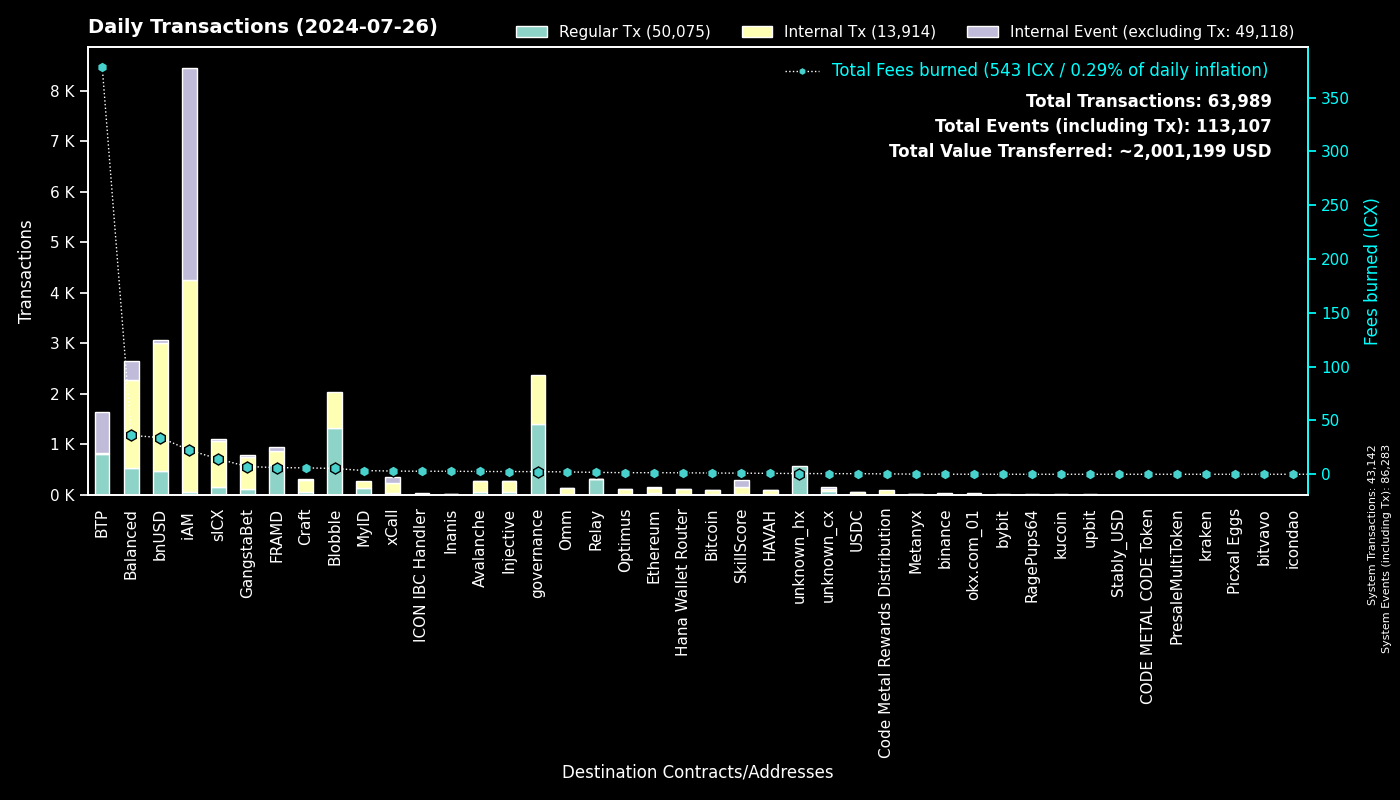 Daily Transactions (2024-07-26)
Regular Tx (50,075)
Internal Tx (13,914)
Internal Event (excluding Tx: 49,118)
Total Fees burned (543 ICX / 0.29% of daily inflation)
Total Transactions: 63,989
Total Events (including Tx): 113,107
Total Value Transferred: ~2,001,199 USD
Transactions
8 K
7 K
6 K
5 K
4 K
3 K
2 K
1 K
0 K
350
300
250
200
150
100
50
0
Fees burned (ICX)
BTP
Balanced
bnUSD
iAM
sICX
GangstaBet
FRAMD
Craft
Blobble
MyID
xCall
ICON IBC Handler
Inanis
Avalanche
Injective
governance
Omm
Relay
Optimus
Ethereum
Hana Wallet Router
Bitcoin
SkillScore
HAVAH
unknown_hx
unknown_cx
USDC
Code Metal Rewards Distribution
Metanyx
binance
okx.com_01
bybit
RagePups64
kucoin
upbit
Stably_USD
CODE METAL CODE Token
PresaleMultiToken
kraken
Picxal Eggs
bitvavo
icondao
Destination Contracts/Addresses
System Transactions: 43,142
System Events (including Tx): 86,283